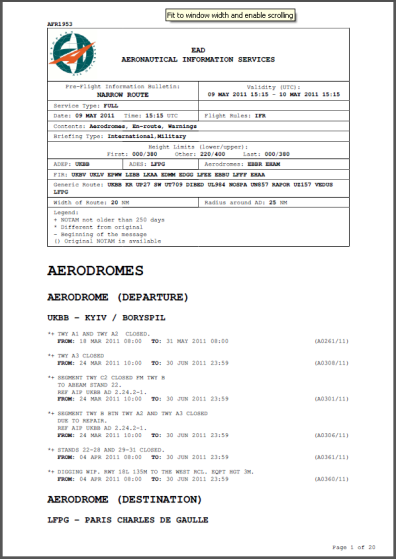 Fit to window width and enable scrolling
AFR1953
EAD
AERONAUTICAL INFORMATION SERVICES
Pre-Flight Information Bulletin:
NARROW ROUTE
Validity (UTC):
09 MAY 2011 15:15 - 10 MAY 2011 15:15
Service Type: FULL
Date: 09 MAY 2011 Time: 15:15 UTC
Flight Rules: IFR
Contents: Aerodromes, En-route, Warnings
Briefing Type: International,Military
Height Limits (lower/upper):
First: 000/380 Other: 220/400 Last: 000/380
ADEP: UKBB
ADES: LFPG
Aerodromes: EBBR EHAM
FIR: UKBV UKLV EPWW LZBB LKAA EDMM EDGG LFEE EBBU LFFF EHAA
Generic Route: UKBB KR UP27 SW UT709 DIBED UL984 NOSPA UN857 RAPOR UZ157 VEDUS
LFPG
Width of Route: 20 NM
Radius around AD: 25 NM
Legend:
+ NOTAM not older than 250 days
* Different from original
- Beginning of the message
() Original NOTAM is available
AERODROMES
AERODROME (DEPARTURE)
UKBB - KYIV / BORYSPIL
*+ TWY A1 AND TWY A2 CLOSED.
FROM: 18 MAR 2011 08:00 TO: 31 MAY 2011 08:00 (A0261/11)
*+ TWY A3 CLOSED
FROM: 24 MAR 2011 10:00 TO: 30 JUN 2011 23:59 (A0308/11)
*+ SEGMENT TWY C2 CLOSED FM TWY B
TO ABEAM STAND 22.
REF AIP UKBB AD 2.24.2-1.
FROM: 24 MAR 2011 10:00 TO: 30 JUN 2011 23:59 (A0301/11)
*+ SEGMENT TWY B BTN TWY A2 AND TWY A3 CLOSED
DUE TO REPAIR.
REF AIP UKBB AD 2.24.2-1.
FROM: 24 MAR 2011 10:00 TO: 30 JUN 2011 23:59 (A0306/11)
*+ STANDS 22-28 AND 29-31 CLOSED.
FROM: 04 APR 2011 08:00 TO: 30 JUN 2011 23:59 (A0361/11)
*+ DIGGING WIP. RWY 18L 135M TO THE WEST RCL. EQPT HGT 3M.
FROM: 04 APR 2011 08:00 TO: 30 JUN 2011 23:59 (A0360/11)
AERODROME (DESTINATION)
LFPG - PARIS CHARLES DE GAULLE
Page 1 of 20